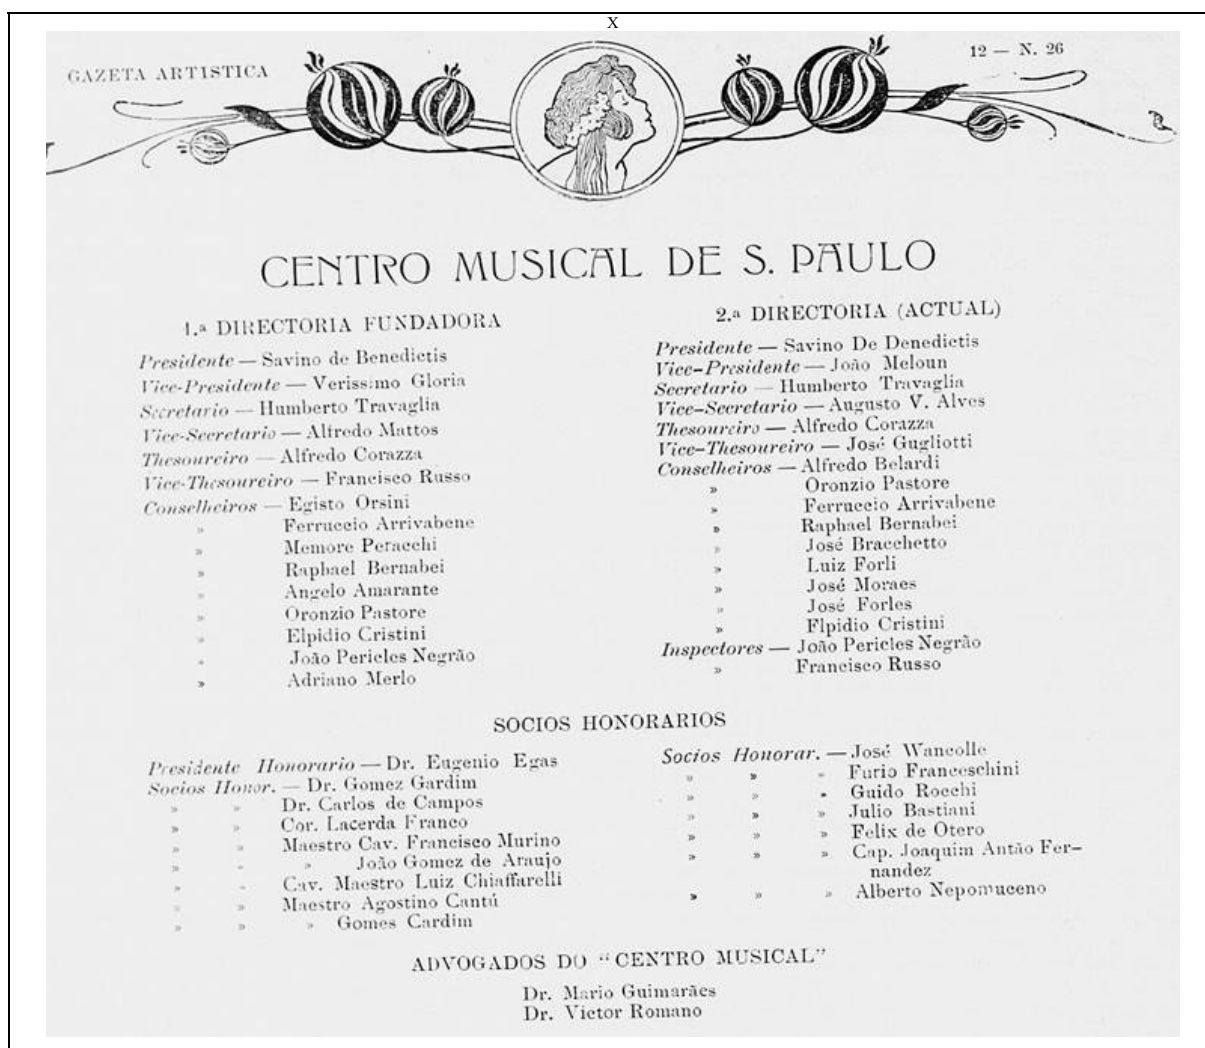 X
GAZETA ARTISTICA
12 — N. 26
CENTRO MUSICAL DE S. PAULO
1.ª DIRECTORIA FUNDADORA
Presidente — Savino de Benedictis
Vice-Presidente — Verissimo Gloria
Secretario — Humberto Travaglia
Vice-Secretario — Alfredo Mattos
Thesoureiro — Alfredo Corazza
Vice-Thesoureiro — Francisco Russo
Conselheiros — Egisto Orsini
» Ferruccio Arrivabene
» Memore Peracchi
» Raphael Bernabei
» Angelo Amarante
» Oronzio Pastore
» Elpidio Cristini
» João Pericles Negrão
» Adriano Merlo
2.ª DIRECTORIA (ACTUAL)
Presidente — Savino De Denedictis
Vice-Presidente — João Meloun
Secretario — Humberto Travaglia
Vice-Secretario — Augusto V. Alves
Thesoureiro — Alfredo Corazza
Vice-Thesoureiro — José Gugliotti
Conselheiros — Alfredo Belardi
» Oronzio Pastore
» Ferruccio Arrivabene
» Raphael Bernabei
» José Bracchetto
» Luiz Forli
» José Moraes
» José Forles
» Flpidio Cristini
Inspectores — João Pericles Negrão
» Francisco Russo
SOCIOS HONORARIOS
Presidente Honorario — Dr. Eugenio Egas
Socios Honor. — Dr. Gomez Gardim
» » Dr. Carlos de Campos
» » Cor. Lacerda Franco
» » Maestro Cav. Francisco Murino
» » » João Gomez de Araujo
» » Cav. Maestro Luiz Chiaffarelli
» » Maestro Agostino Cantú
» » » Gomes Cardim
Socios Honorar. — José Wancolle
» » » Furio Franceschini
» » » Guido Rocchi
» » » Julio Bastiani
» » » Felix de Otero
» » » Cap. Joaquim Antão Fer-
nandez
» » » Alberto Nepomuceno
ADVOGADOS DO "CENTRO MUSICAL"
Dr. Mario Guimarães
Dr. Victor Romano